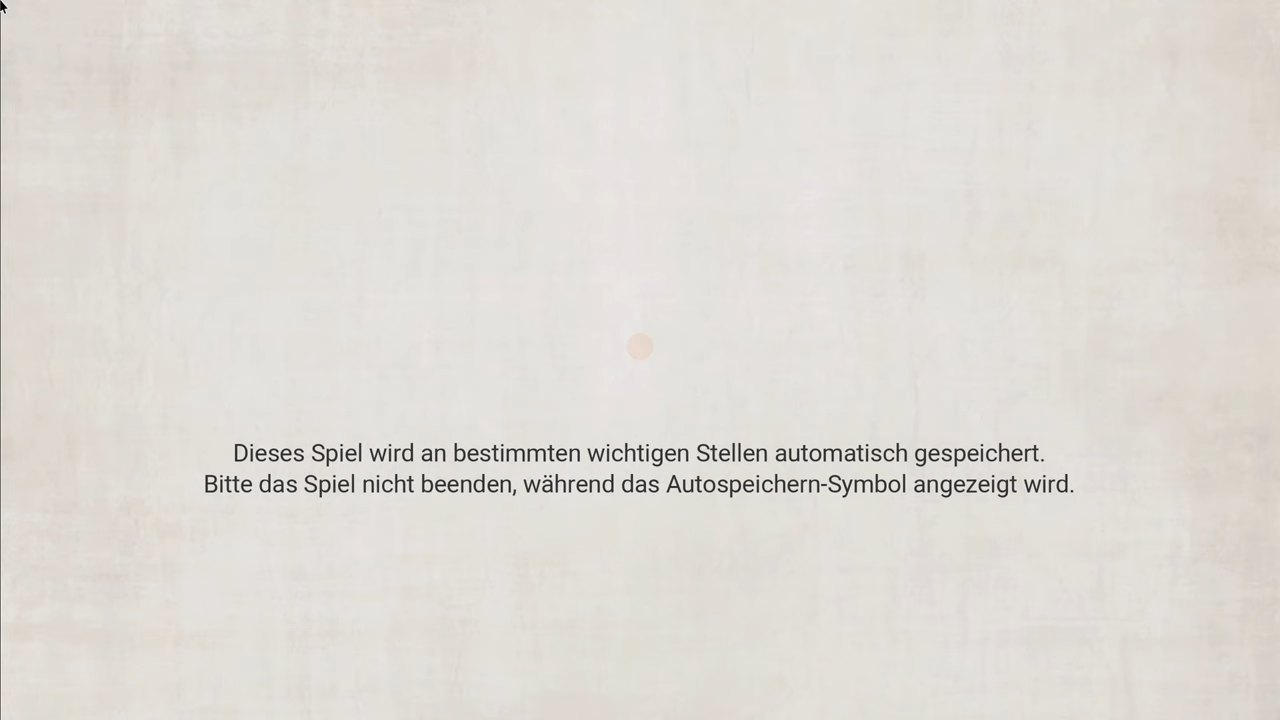 Dieses Spiel wird an bestimmten wichtigen Stellen automatisch gespeichert.
Bitte das Spiel nicht beenden, während das Autospeichern-Symbol angezeigt wird.